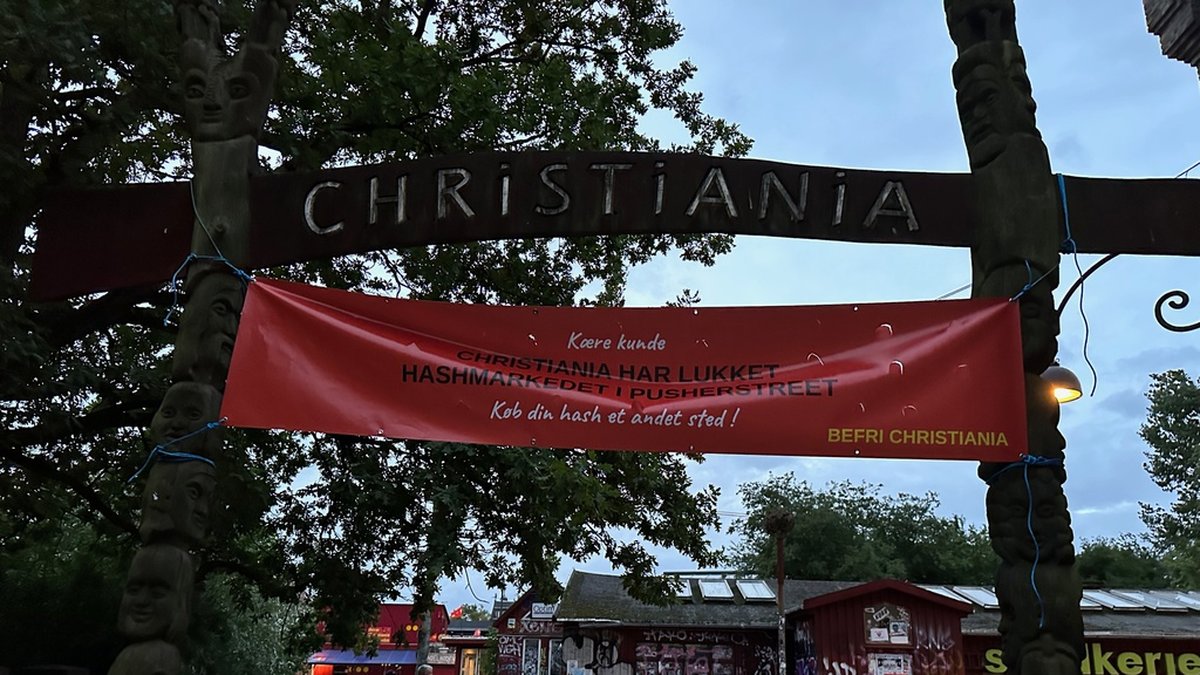 CHRiSTiANiA
Kære kunde
CHRISTIANIA HAR LUKKET
HASHMARKEDET I PUSHERSTREET
Køb din hash et andet sted !
BEFRI CHRISTIANIA